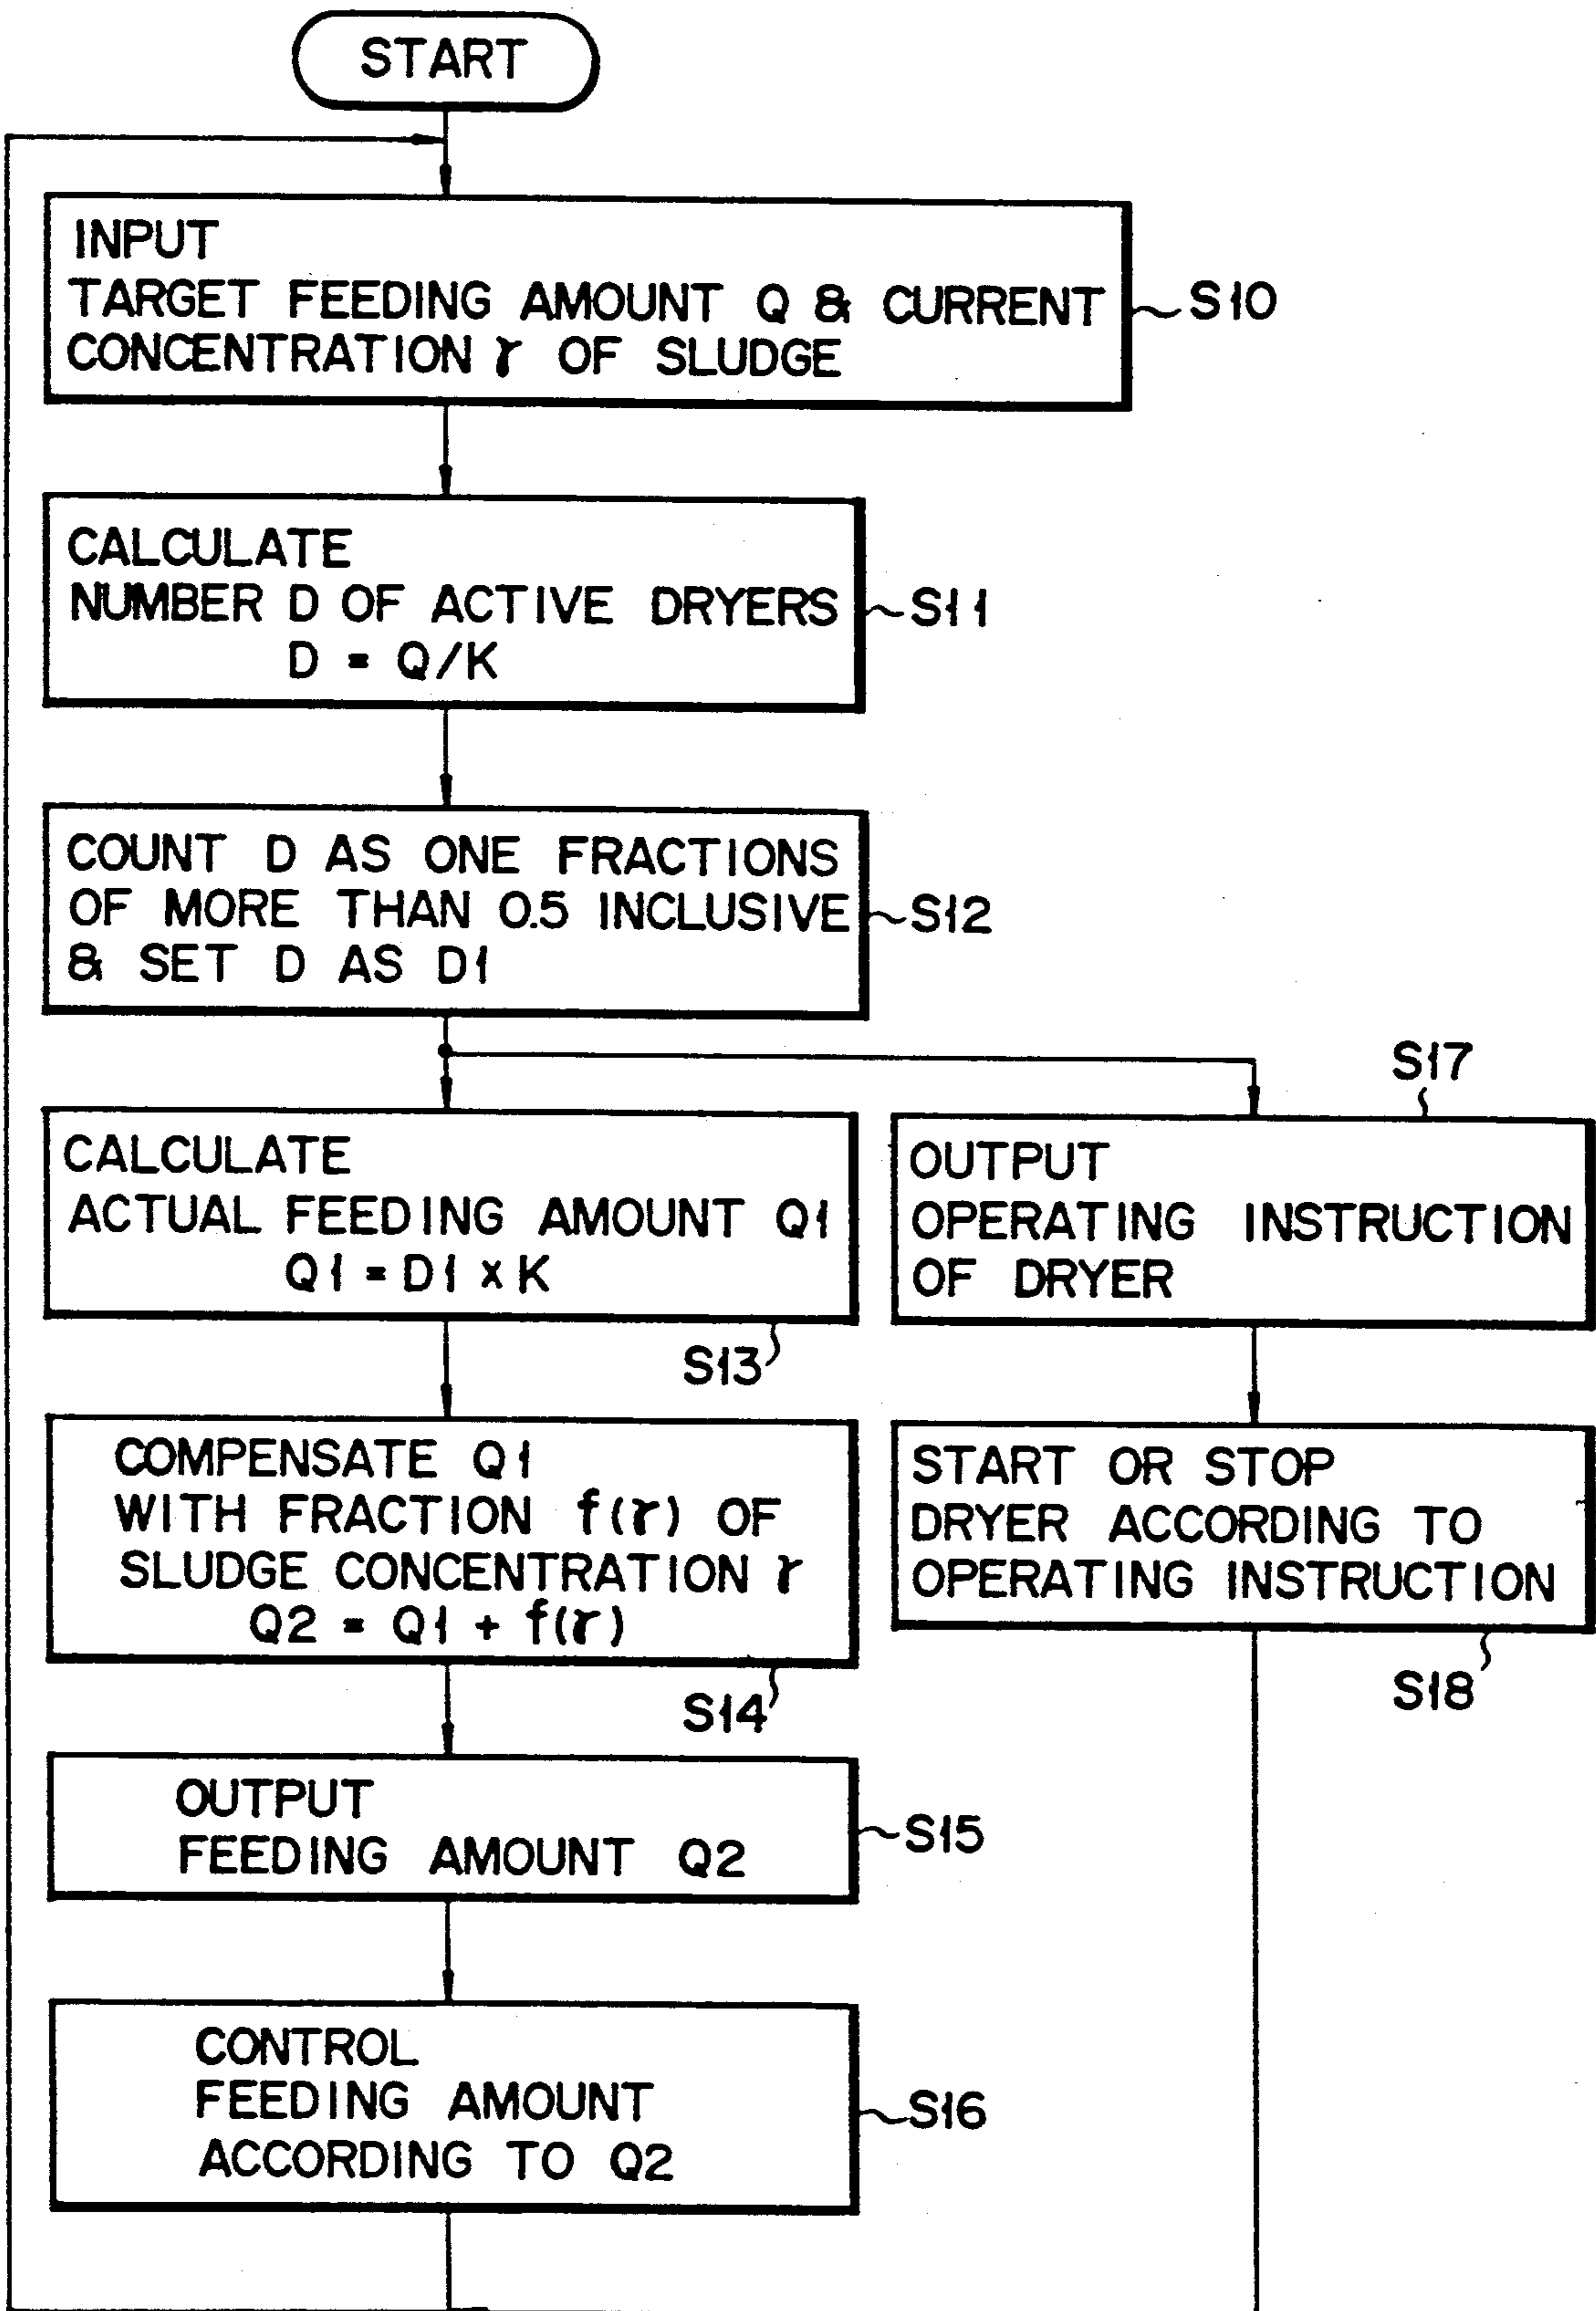 START
INPUT
TARGET FEEDING AMOUNT Q & CURRENT
CONCENTRATION γ OF SLUDGE
S10
CALCULATE
NUMBER D OF ACTIVE DRYERS
D = Q/K
S11
COUNT D AS ONE FRACTIONS
OF MORE THAN 0.5 INCLUSIVE
& SET D AS D1
S12
CALCULATE
ACTUAL FEEDING AMOUNT Q1
Q1 = D1 x K
S13
S17
OUTPUT
OPERATING INSTRUCTION
OF DRYER
COMPENSATE Q1
WITH FRACTION f(γ) OF
SLUDGE CONCENTRATION γ
Q2 = Q1 + f(γ)
S14
START OR STOP
DRYER ACCORDING TO
OPERATING INSTRUCTION
S18
OUTPUT
FEEDING AMOUNT Q2
S15
CONTROL
FEEDING AMOUNT
ACCORDING TO Q2
S16